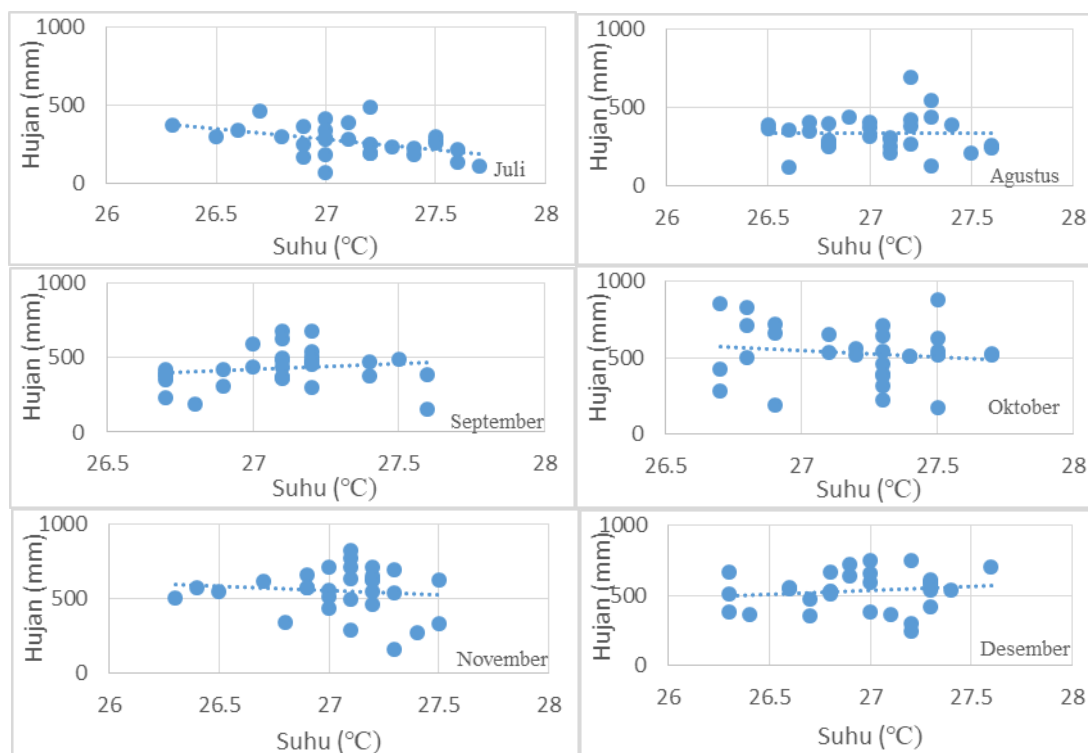 Hujan (mm)
1000
500
0
26
26.5
27
27.5
28
Suhu (°C)
Juli
Hujan (mm)
1000
500
0
26
26.5
27
27.5
28
Suhu (°C)
Agustus
Hujan (mm)
1000
500
0
26.5
27
27.5
28
Suhu (°C)
September
Hujan (mm)
1000
500
0
26.5
27
27.5
28
Suhu (°C)
Oktober
Hujan (mm)
1000
500
0
26
26.5
27
27.5
28
Suhu (°C)
November
Hujan (mm)
1000
500
0
26
26.5
27
27.5
28
Suhu (°C)
Desember